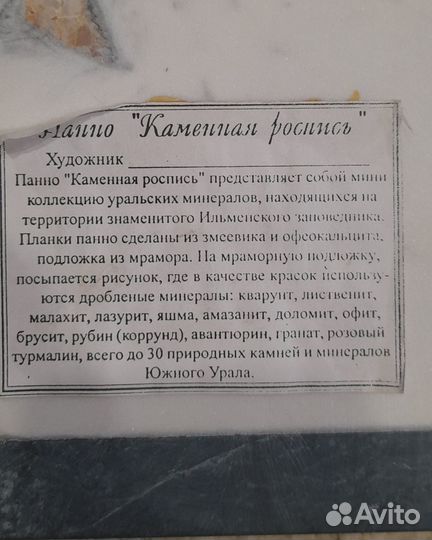 Панно "Каменная роспись"
Художник
Панно "Каменная роспись" представляет собой мини
коллекцию уральских минералов, находящихся на
территории знаменитого Ильменского заповедника.
Планки панно сделаны из змеевика и офеокальцита,
подложка из мрамора. На мраморную подложку,
посыпается рисунок, где в качестве красок использу-
ются дробленые минералы: кварунт, лиственит,
малахит, лазурит, яшма, амазанит, доломит, офит,
брусит, рубин (коррунд), авантюрин, гранат, розовый
турмалин, всего до 30 природных камней и минералов
Южного Урала.
Avito